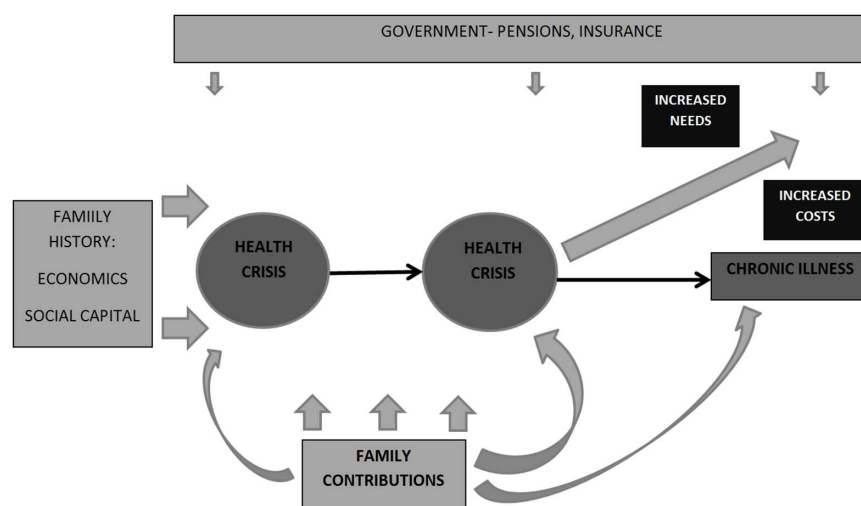 GOVERNMENT- PENSIONS, INSURANCE
INCREASED
NEEDS
INCREASED
COSTS
FAMIILY
HISTORY:
ECONOMICS
SOCIAL CAPITAL
HEALTH
CRISIS
HEALTH
CRISIS
CHRONIC ILLNESS
FAMILY
CONTRIBUTIONS